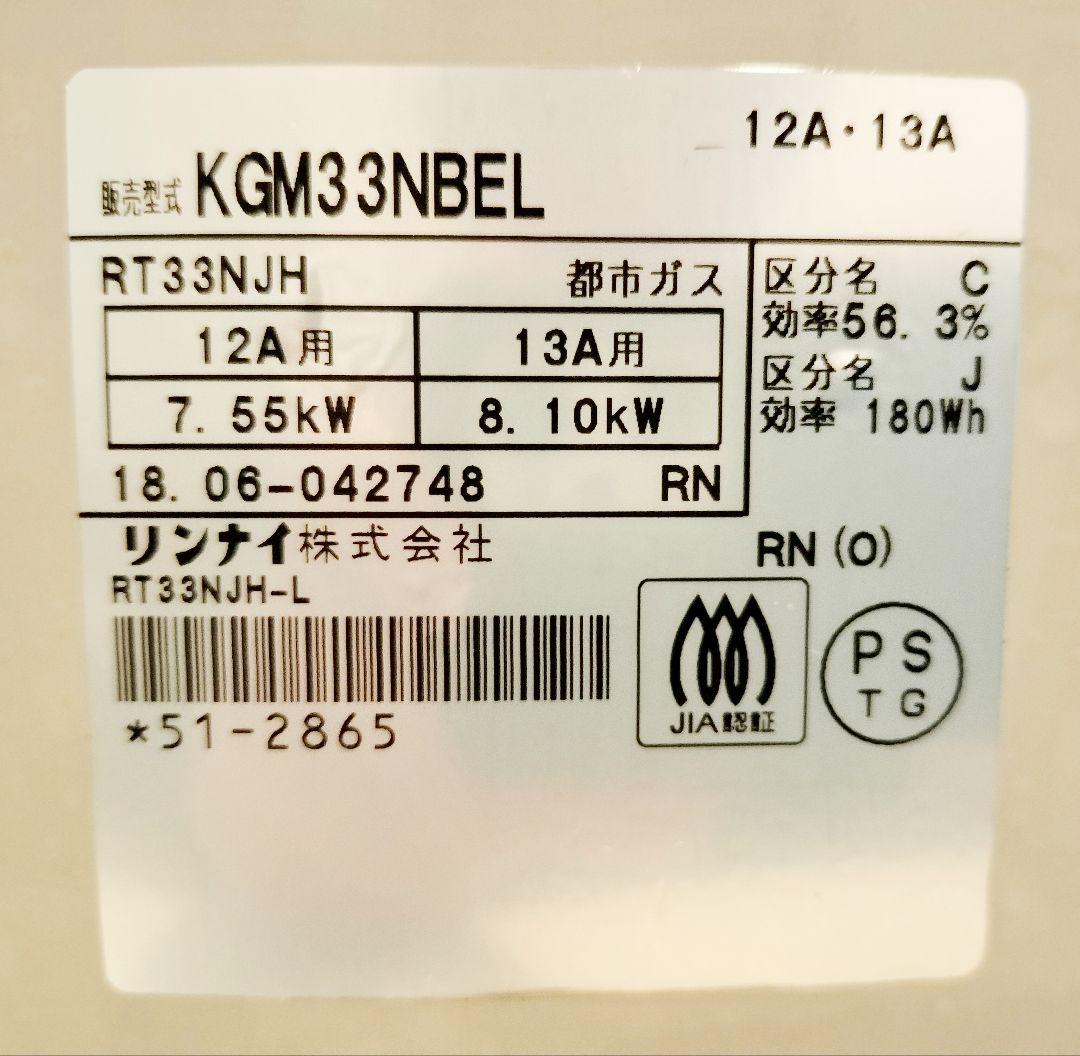 12A・13A
販売型式 KGM33NBEL
RT33NJH 都市ガス
12A用 13A用
7. 55kW 8. 10kW
18. 06-042748 RN
区分名 C
効率56. 3%
区分名 J
効率 180Wh
リンナイ株式会社 RN (O)
RT33NJH-L
*51-2865
JIA認証
PS
TG